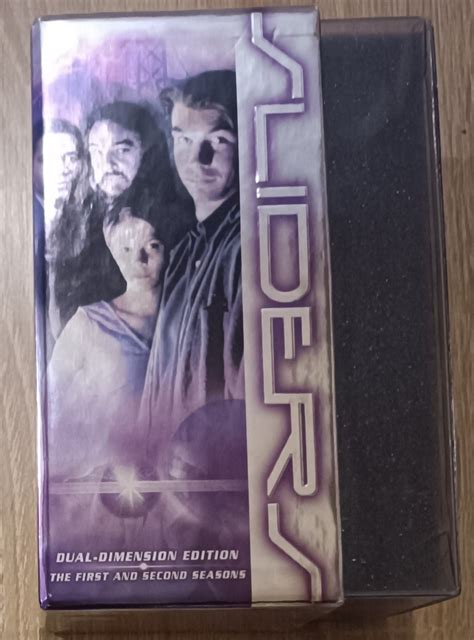 SLIDERS
DUAL-DIMENSION EDITION
THE FIRST AND SECOND SEASONS